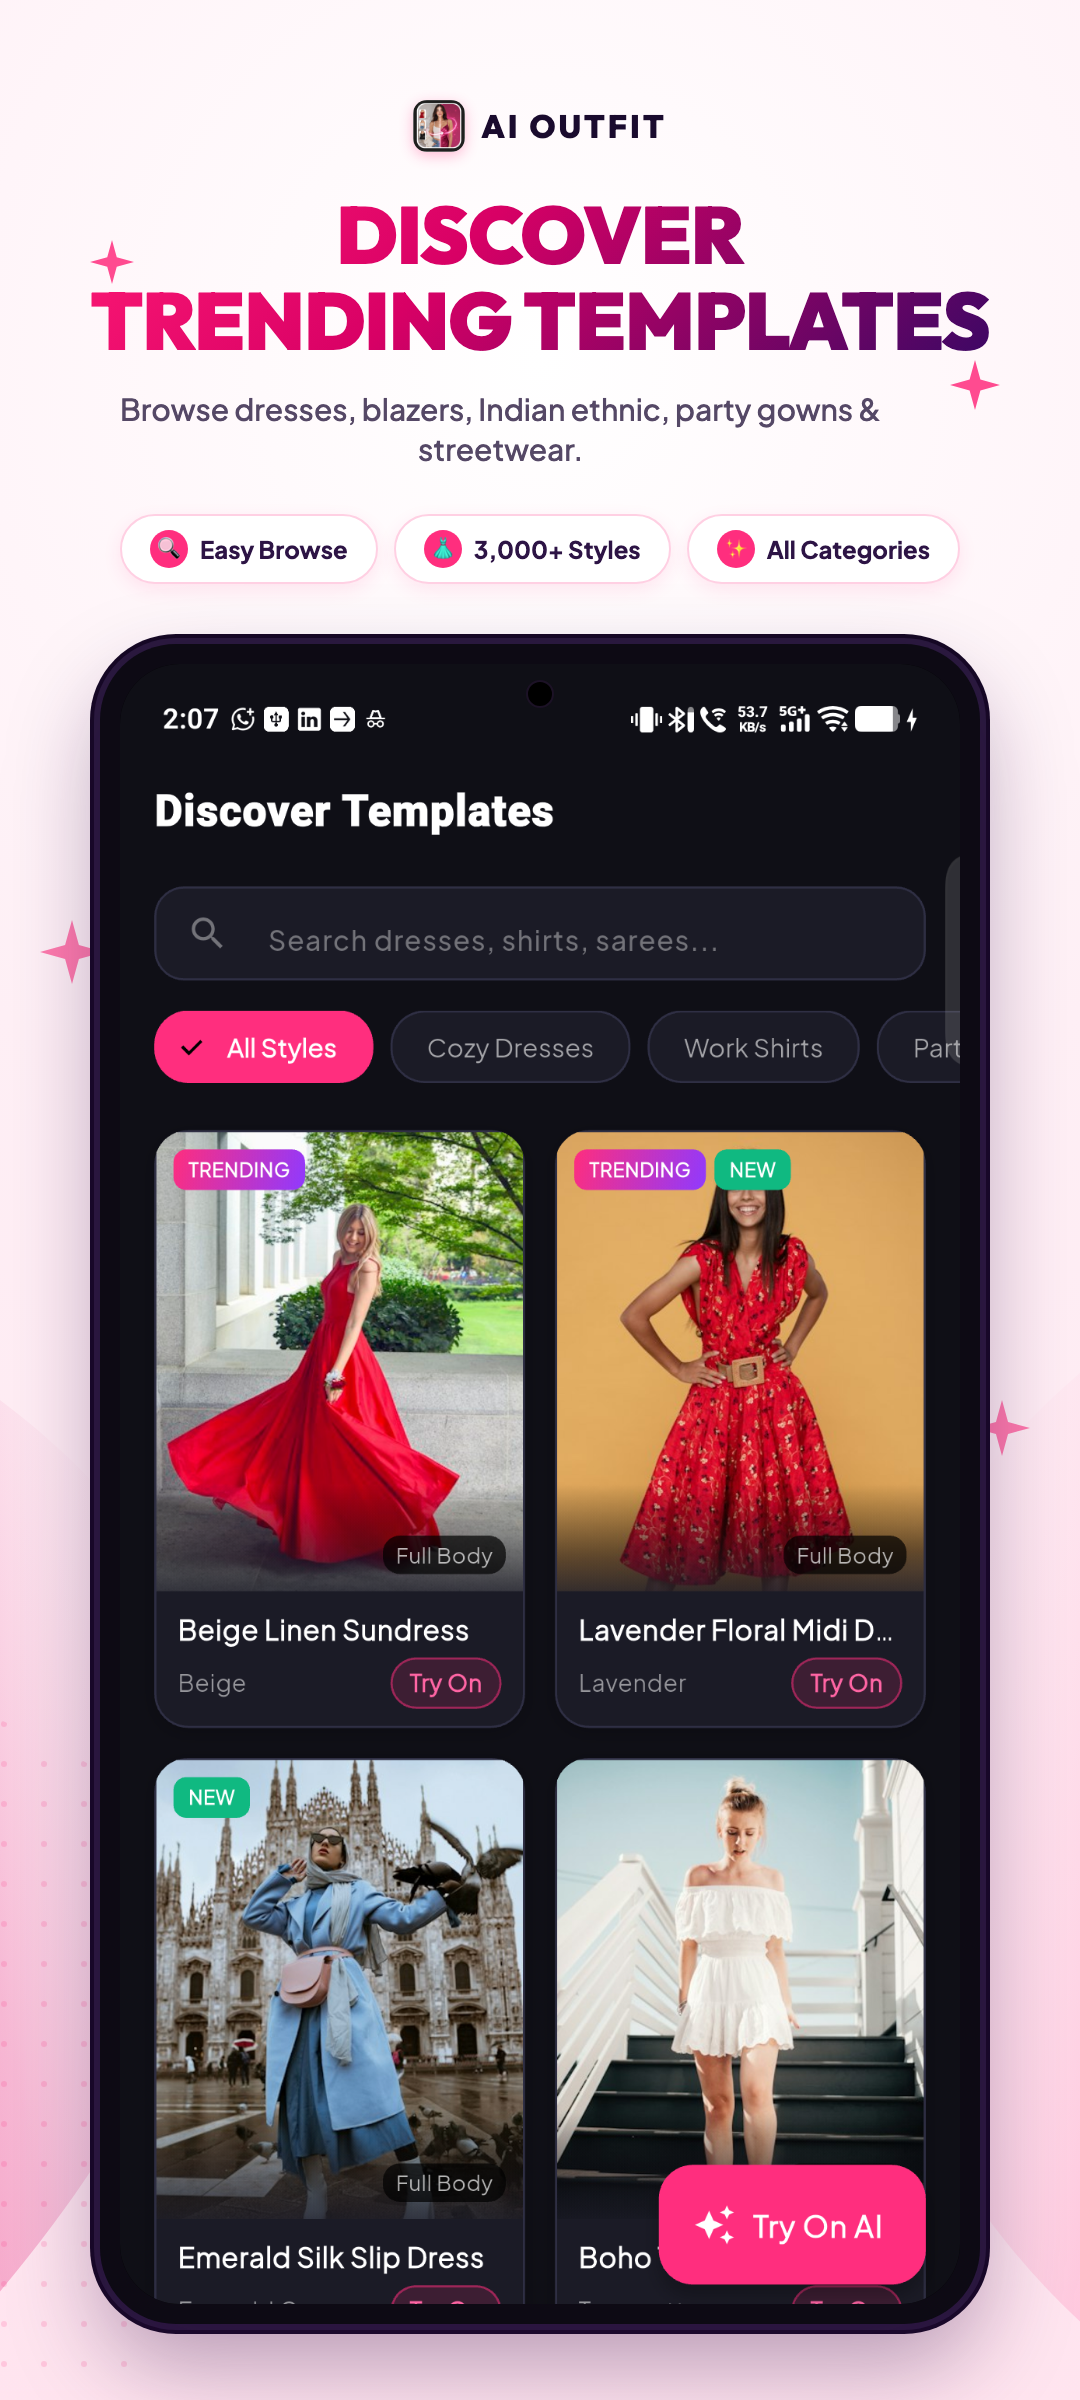 AI OUTFIT
DISCOVER
TRENDING TEMPLATES
Browse dresses, blazers, Indian ethnic, party gowns &
streetwear.
Easy Browse
3,000+ Styles
All Categories
2:07
53.7
KB/s
5G+
Discover Templates
Search dresses, shirts, sarees...
All Styles
Cozy Dresses
Work Shirts
Part
TRENDING
TRENDING
NEW
Full Body
Full Body
Beige Linen Sundress
Lavender Floral Midi D...
Beige
Try On
Lavender
Try On
NEW
Full Body
Try On AI
Emerald Silk Slip Dress
Boho